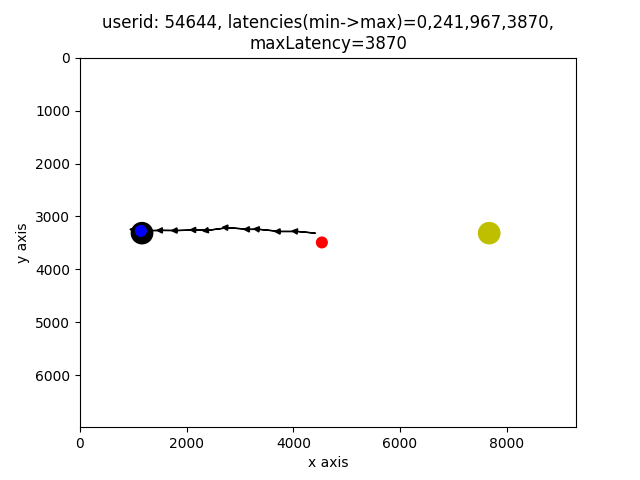 userid: 54644, latencies(min->max)=0,241,967,3870,
maxLatency=3870
0
1000
2000
3000
4000
5000
6000
y axis
0 2000 4000 6000 8000
x axis